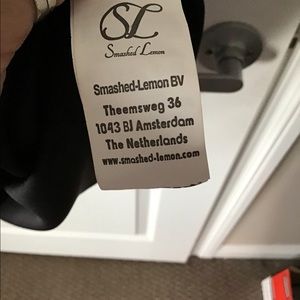 SL
Smashed Lemon
Smashed-Lemon BV
Theemsweg 36
1043 BJ Amsterdam
The Netherlands
www.smashed-lemon.com